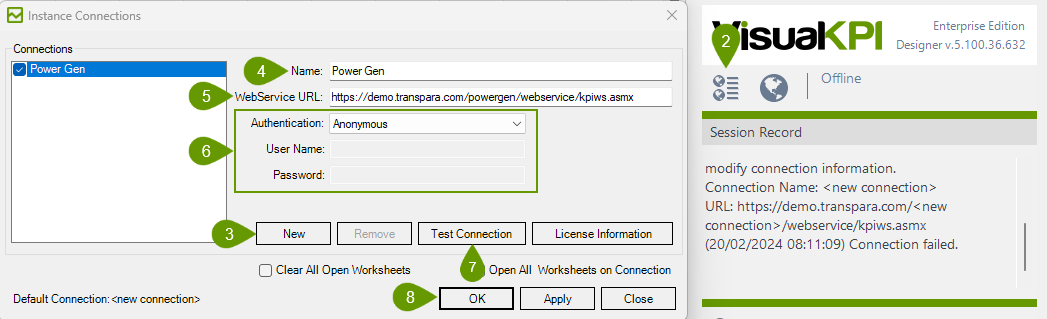 Instance Connections
Connections
Power Gen
4
Name:
Power Gen
5
WebService URL:
https://demo.transpara.com/powergen/webservice/kpiws.asmx
6
Authentication:
Anonymous
User Name:
Password:
3
New
Remove
Test Connection
License Information
Clear All Open Worksheets
7
Open All Worksheets on Connection
Default Connection: <new connection>
8
OK
Apply
Close
VisualKPI
2
Enterprise Edition
Designer v.5.100.36.632
Offline
Session Record
modify connection information.
Connection Name: <new connection>
URL: https://demo.transpara.com/<new
connection>/webservice/kpiws.asmx
(20/02/2024 08:11:09) Connection failed.